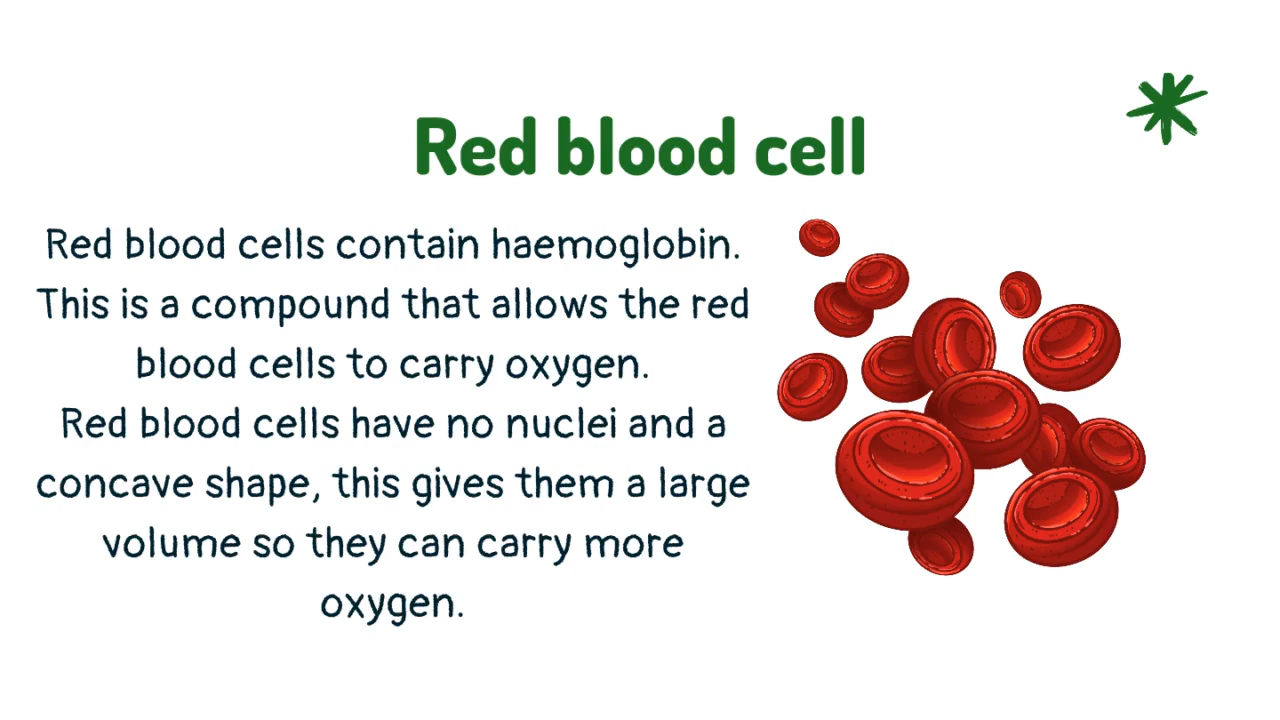 Red blood cell
Red blood cells contain haemoglobin.
This is a compound that allows the red
blood cells to carry oxygen.
Red blood cells have no nuclei and a
concave shape, this gives them a large
volume so they can carry more
oxygen.